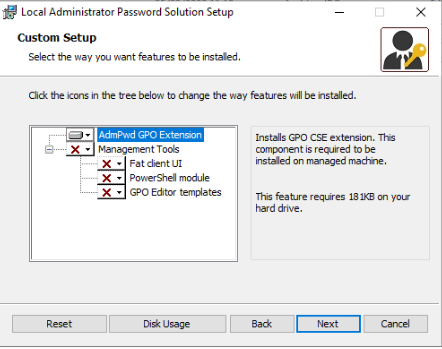 Local Administrator Password Solution Setup
Custom Setup
Select the way you want features to be installed.
Click the icons in the tree below to change the way features will be installed.
AdmPwd GPO Extension
Management Tools
Fat client UI
PowerShell module
GPO Editor templates
Installs GPO CSE extension. This
component is required to be
installed on managed machine.
This feature requires 181KB on your
hard drive.
Reset
Disk Usage
Back
Next
Cancel